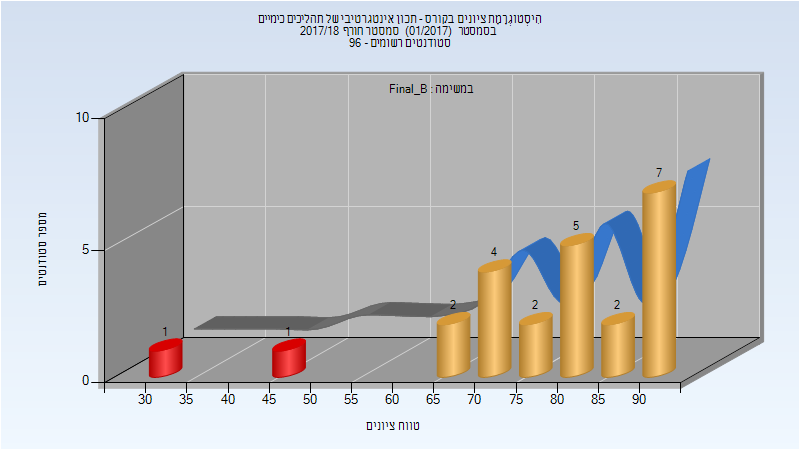 היסטוגרמת ציונים בקורס - תכון אינטגרטיבי של תהליכים כימיים
בסמסטר (01/2017) סמסטר חורף 2017/18
סטודנטים רשומים - 96
במשימה : Final_B
מספר סטודנטים
10
5
0
1
1
2
4
2
5
2
7
30 35 40 45 50 55 60 65 70 75 80 85 90
טווח ציונים